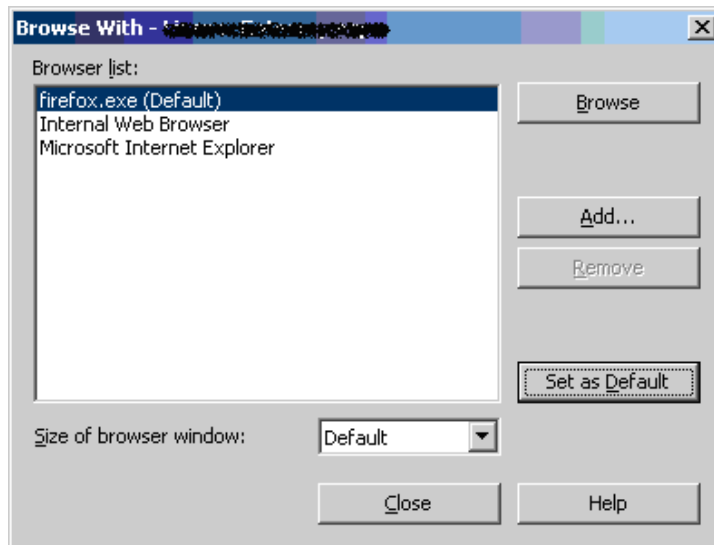 Browse With -
Browser list:
firefox.exe (Default)
Internal Web Browser
Microsoft Internet Explorer
Browse
Add...
Remove
Set as Default
Size of browser window:
Default
Close
Help